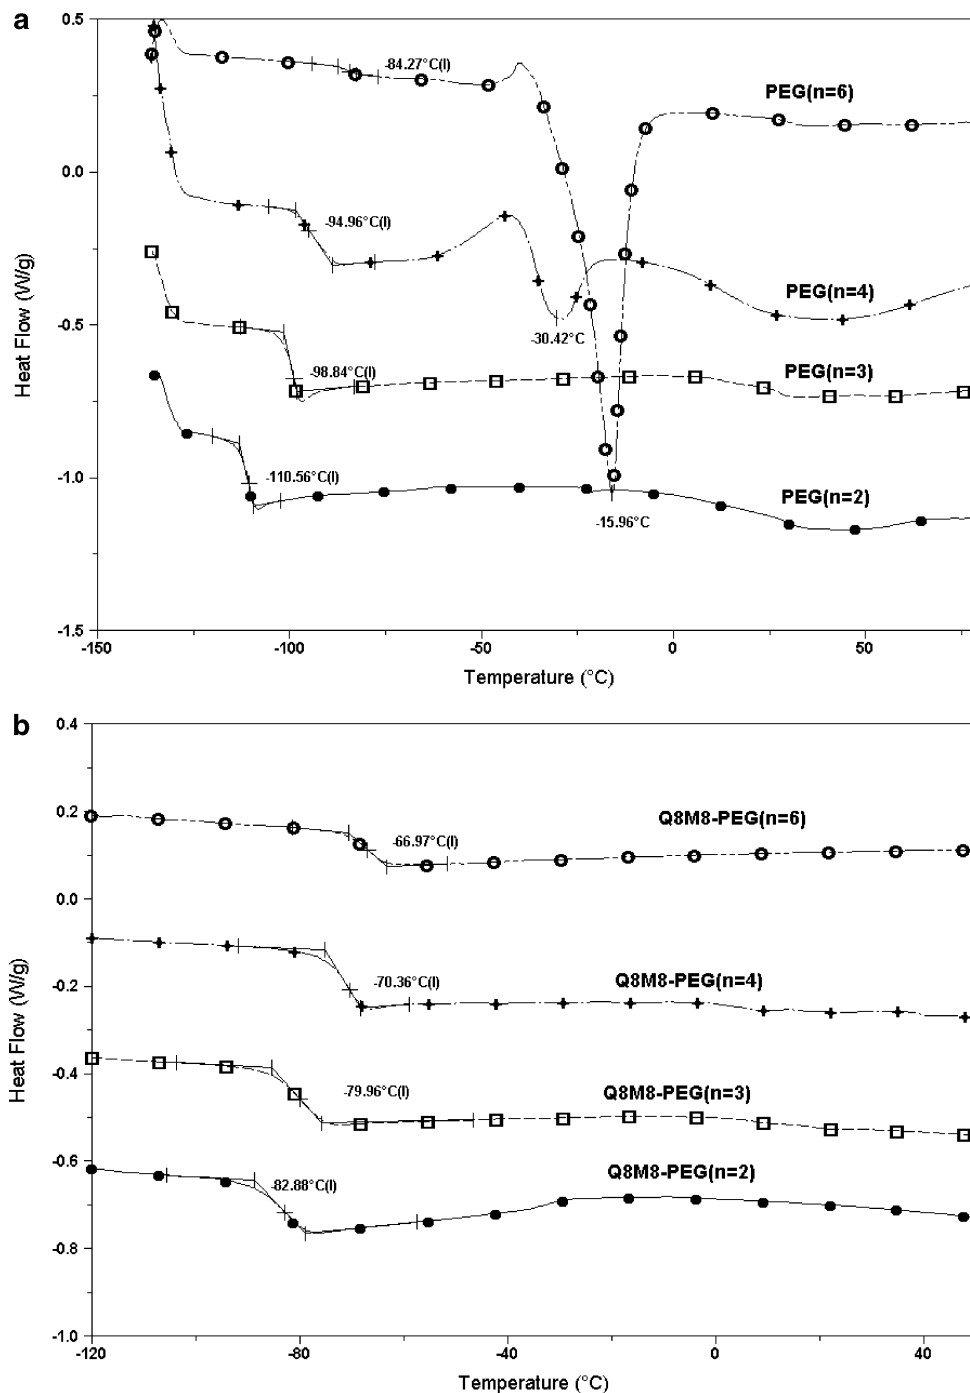 a
0.5
-84.27°C(I)
PEG(n=6)
0.0
-94.96°C(I)
PEG(n=4)
Heat Flow (W/g)
-0.5
-30.42°C
-98.84°C(I)
PEG(n=3)
-110.56°C(I)
-1.0
PEG(n=2)
-15.96°C
-1.5
-150 -100 -50 0 50
Temperature (°C)
b
0.4
0.2
Q8M8-PEG(n=6)
-66.97°C(I)
0.0
-0.2
-70.36°C(I)
Q8M8-PEG(n=4)
Heat Flow (W/g)
-0.4
-79.96°C(I)
Q8M8-PEG(n=3)
-0.6
-82.88°C(I)
Q8M8-PEG(n=2)
-0.8
-1.0
-120 -80 -40 0 40
Temperature (°C)